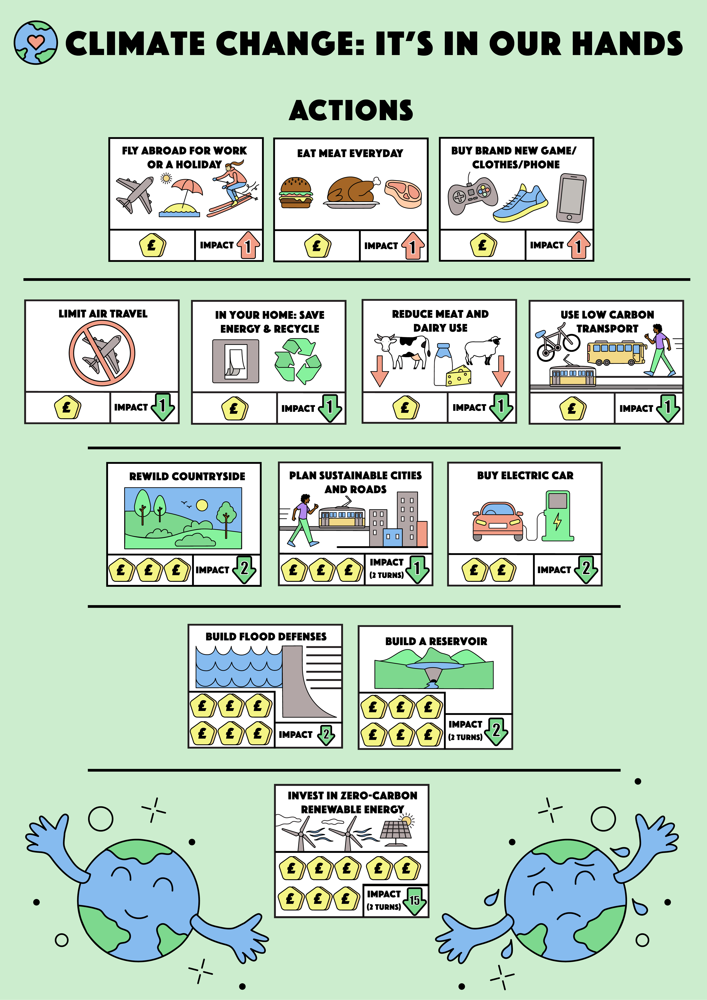 CLIMATE CHANGE: IT'S IN OUR HANDS
ACTIONS
FLY ABROAD FOR WORK
OR A HOLIDAY
£
IMPACT 1
EAT MEAT EVERYDAY
£
IMPACT 1
BUY BRAND NEW GAME/
CLOTHES/PHONE
£
IMPACT 1
LIMIT AIR TRAVEL
£
IMPACT 1
IN YOUR HOME: SAVE
ENERGY & RECYCLE
£
IMPACT 1
REDUCE MEAT AND
DAIRY USE
£
IMPACT 1
USE LOW CARBON
TRANSPORT
£
IMPACT 1
REWILD COUNTRYSIDE
£ £ £
IMPACT 2
PLAN SUSTAINABLE CITIES
AND ROADS
£ £ £
IMPACT
(2 TURNS) 1
BUY ELECTRIC CAR
£ £
IMPACT 2
BUILD FLOOD DEFENSES
£ £ £
£ £ £
IMPACT 2
BUILD A RESERVOIR
£ £ £
£ £ £
IMPACT
(2 TURNS) 2
INVEST IN ZERO-CARBON
RENEWABLE ENERGY
£ £ £ £ £
£ £ £
IMPACT
(2 TURNS) 15